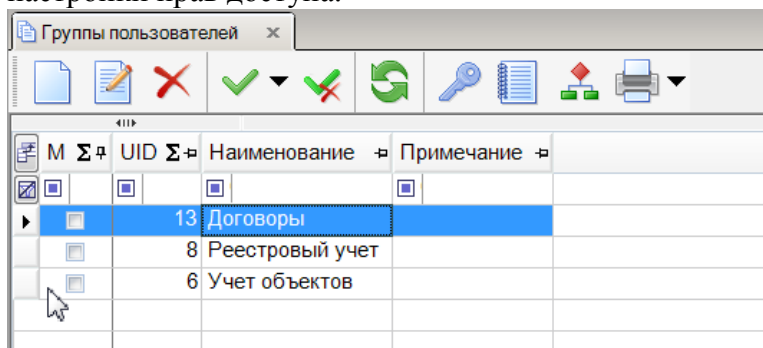 настройки прав доступа.
Группы пользователей
M Σ UID Σ Наименование Примечание
13 Договоры
8 Реестровый учет
6 Учет объектов